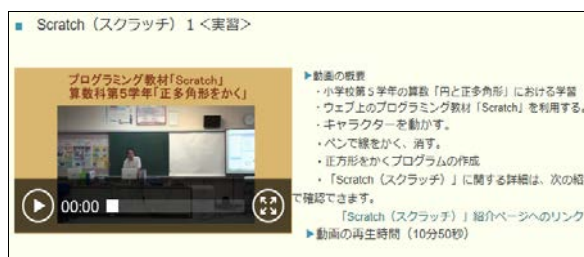 ■ Scratch（スクラッチ）１＜実習＞
プログラミング教材「Scratch」
算数科第5学年「正多角形をかく」
00:00
▶動画の概要
・小学校第５学年の算数「円と正多角形」における学習
・ウェブ上のプログラミング教材「Scratch」を利用する
・キャラクターを動かす。
・ペンで線をかく、消す。
・正方形をかくプログラムの作成
・「Scratch（スクラッチ）」に関する詳細は、次の紹
で確認できます。
「Scratch（スクラッチ）」紹介ページへのリンク
▶動画の再生時間（10分50秒）